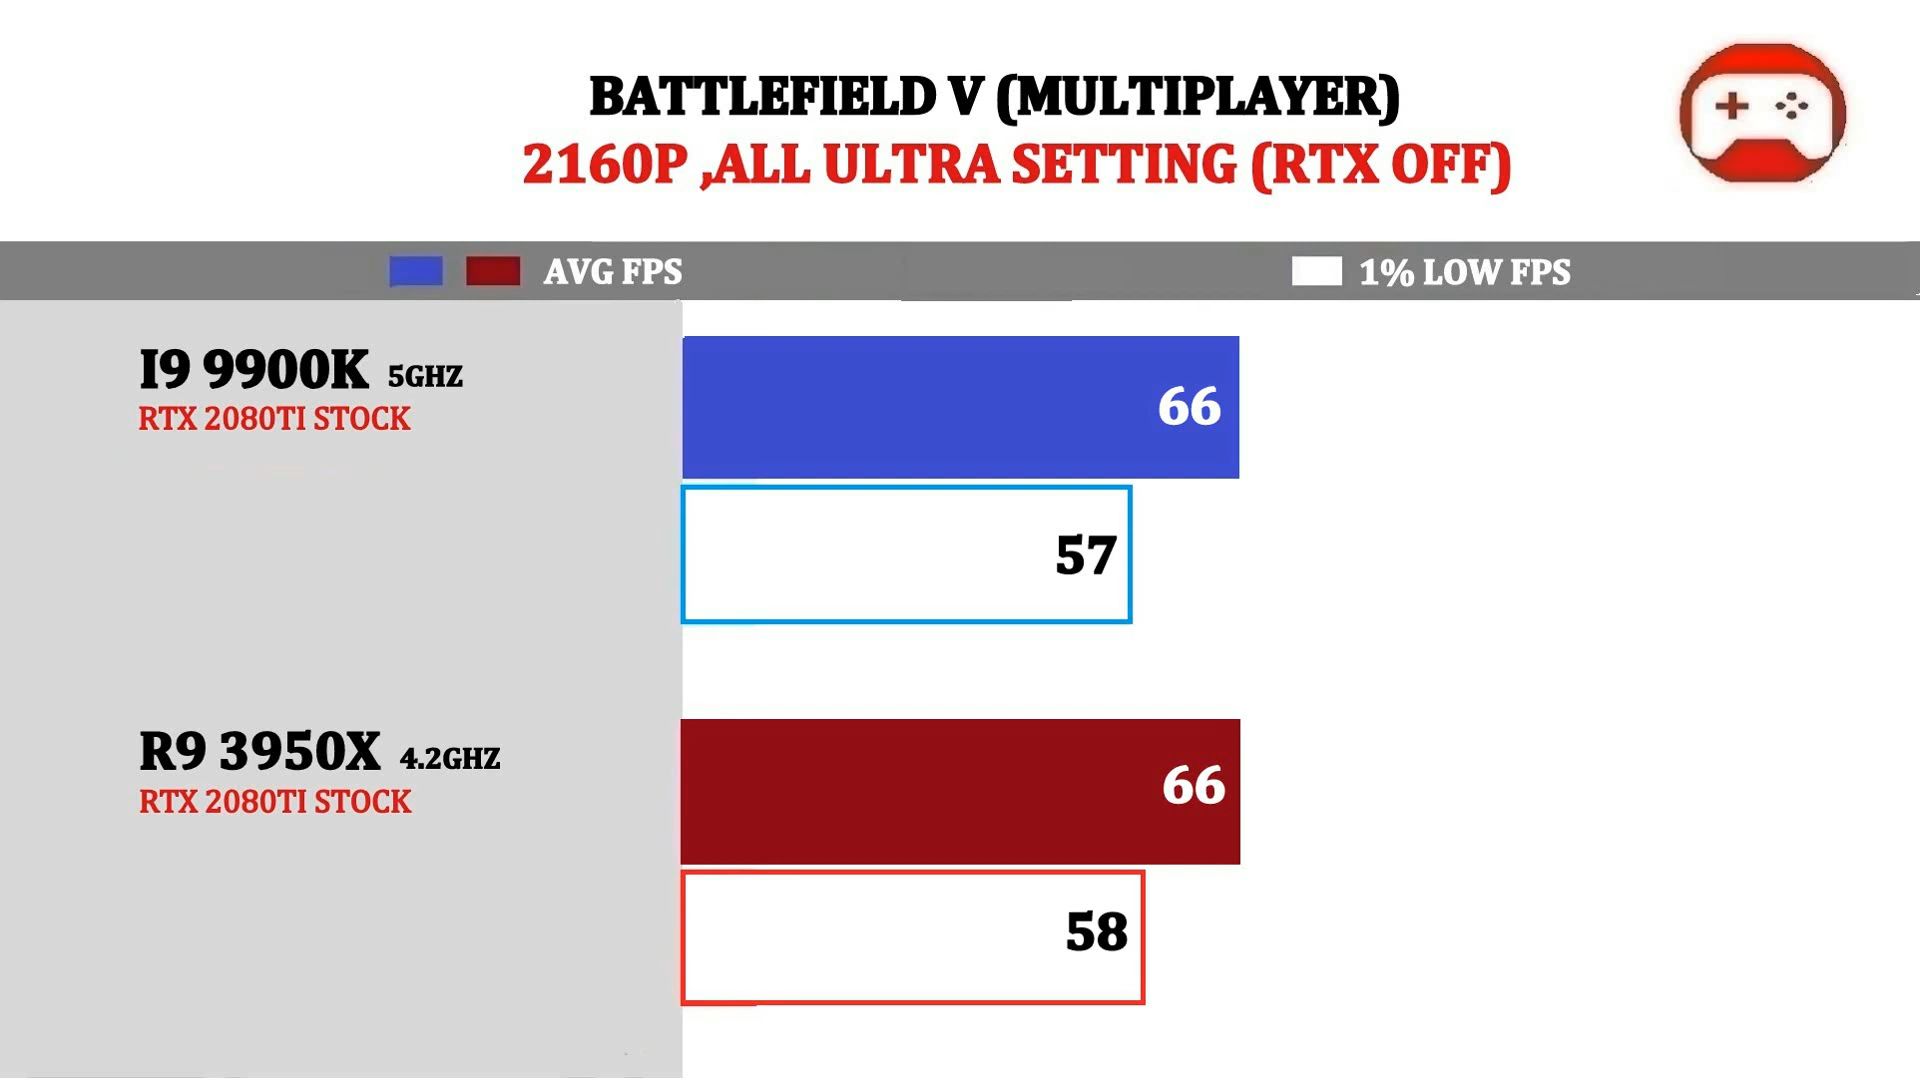 BATTLEFIELD V (MULTIPLAYER)
2160P ,ALL ULTRA SETTING (RTX OFF)
AVG FPS
1% LOW FPS
I9 9900K 5GHZ
RTX 2080TI STOCK
66
57
R9 3950X 4.2GHZ
RTX 2080TI STOCK
66
58